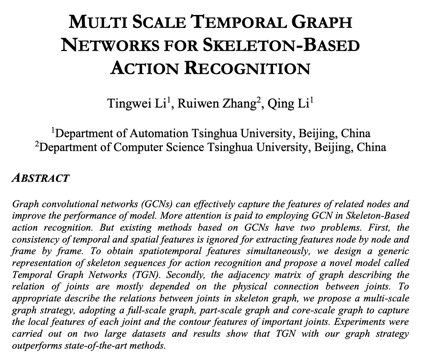 MULTI SCALE TEMPORAL GRAPH
NETWORKS FOR SKELETON-BASED
ACTION RECOGNITION
Tingwei Li1, Ruiwen Zhang2, Qing Li1
1Department of Automation Tsinghua University, Beijing, China
2Department of Computer Science Tsinghua University, Beijing, China
ABSTRACT
Graph convolutional networks (GCNs) can effectively capture the features of related nodes and
improve the performance of model. More attention is paid to employing GCN in Skeleton-Based
action recognition. But existing methods based on GCNs have two problems. First, the
consistency of temporal and spatial features is ignored for extracting features node by node and
frame by frame. To obtain spatiotemporal features simultaneously, we design a generic
representation of skeleton sequences for action recognition and propose a novel model called
Temporal Graph Networks (TGN). Secondly, the adjacency matrix of graph describing the
relation of joints are mostly depended on the physical connection between joints. To
appropriate describe the relations between joints in skeleton graph, we propose a multi-scale
graph strategy, adopting a full-scale graph, part-scale graph and core-scale graph to capture
the local features of each joint and the contour features of important joints. Experiments were
carried out on two large datasets and results show that TGN with our graph strategy
outperforms state-of-the-art methods.